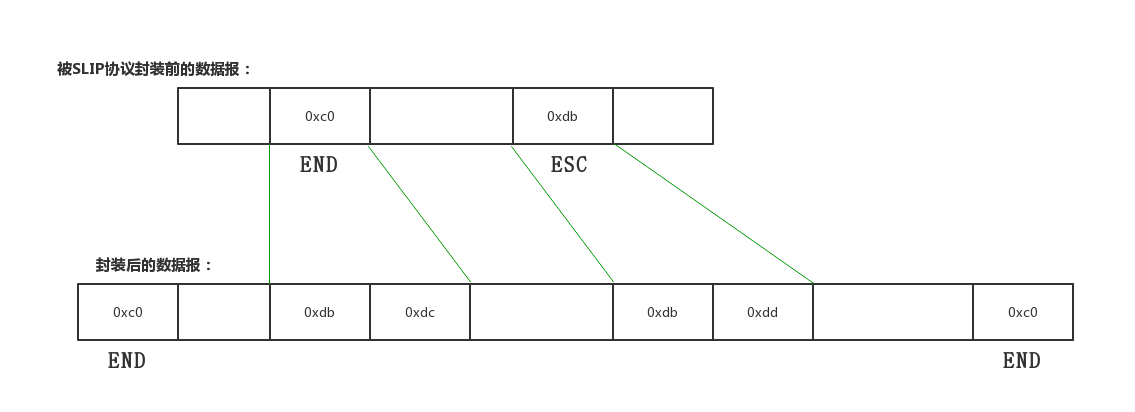 被SLIP协议封装前的数据报：
0xc0 0xdb
END ESC
封装后的数据报：
0xc0 0xdb 0xdc 0xdb 0xdd 0xc0
END END